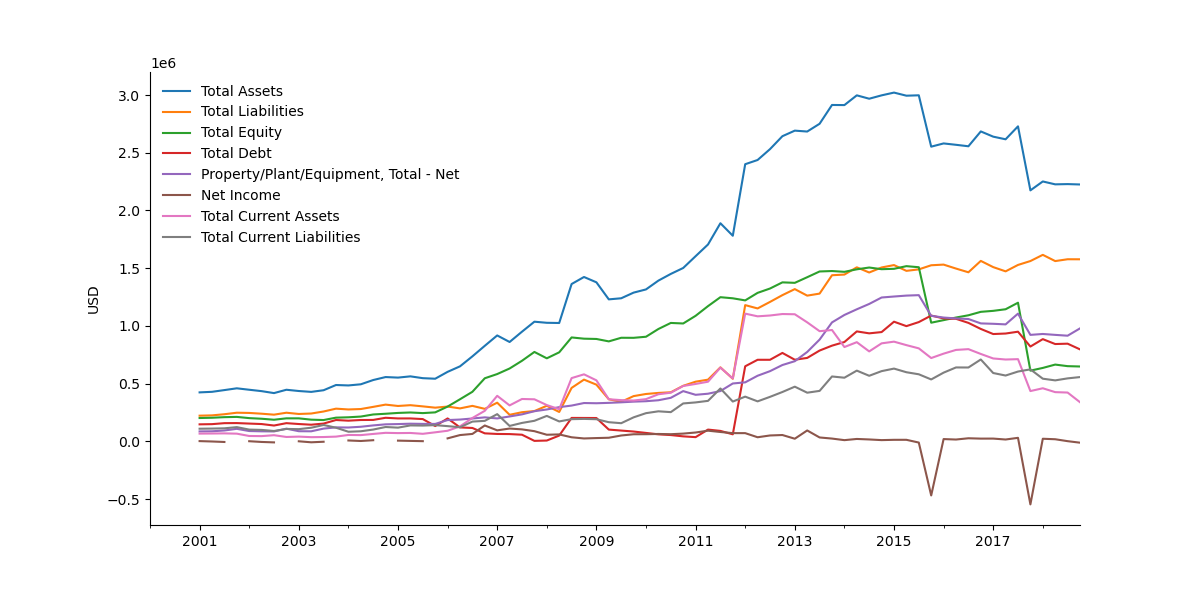 1e6
3.0
2.5
2.0
1.5
1.0
0.5
0.0
−0.5
USD
Total Assets
Total Liabilities
Total Equity
Total Debt
Property/Plant/Equipment, Total - Net
Net Income
Total Current Assets
Total Current Liabilities
2001 2003 2005 2007 2009 2011 2013 2015 2017